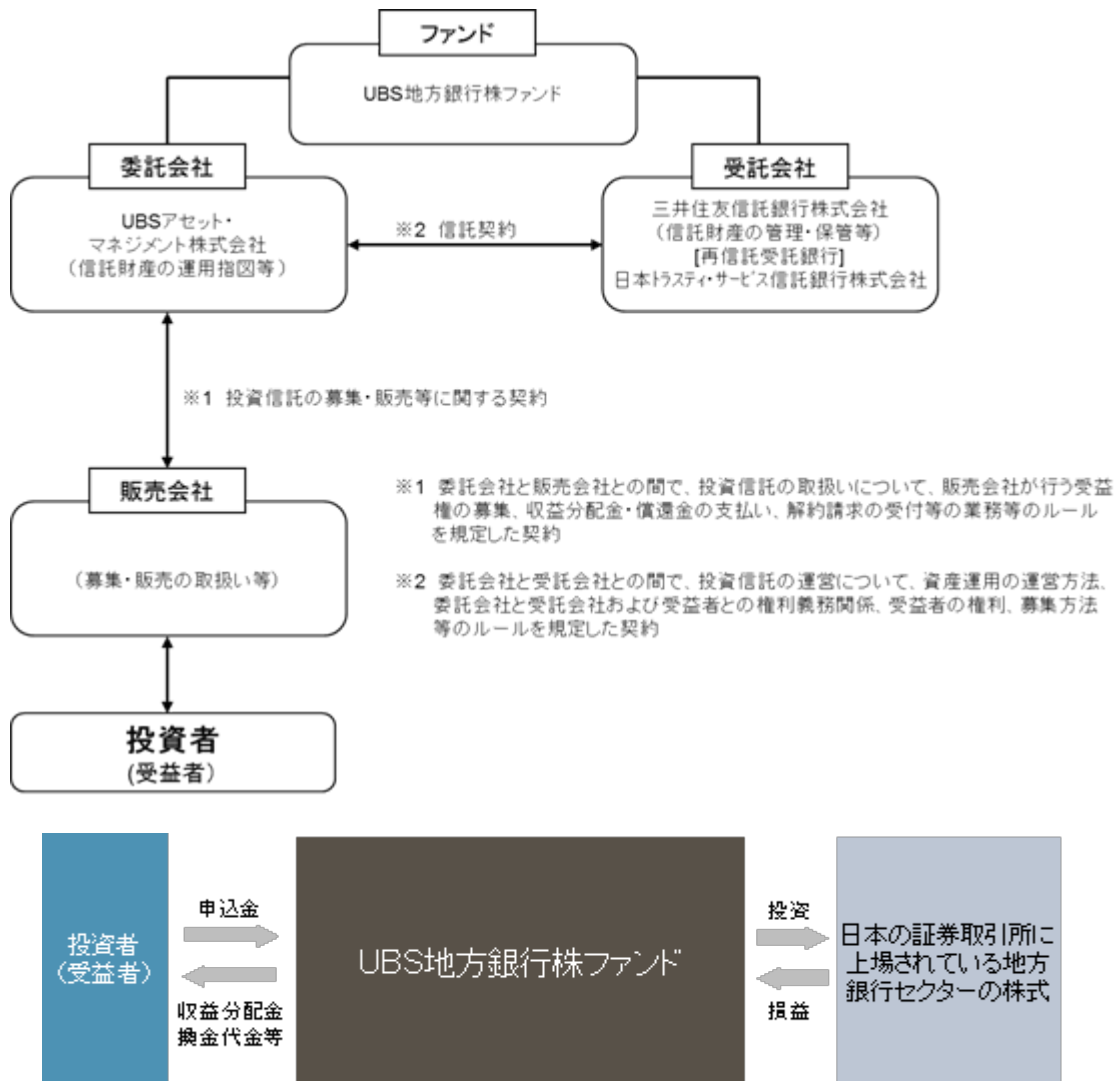 ファンド
UBS地方銀行株ファンド
委託会社
UBSアセット・
マネジメント株式会社
(信託財産の運用指図等)
※2 信託契約
受託会社
三井住友信託銀行株式会社
(信託財産の管理・保管等)
[再信託受託銀行]
日本トラスティ・サービス信託銀行株式会社
※1 投資信託の募集・販売等に関する契約
販売会社
(募集・販売の取扱い等)
※1 委託会社と販売会社との間で、投資信託の取扱いについて、販売会社が行う受益
権の募集、収益分配金・償還金の支払い、解約請求の受付等の業務等のルール
を規定した契約
※2 委託会社と受託会社との間で、投資信託の運営について、資産運用の運営方法、
委託会社と受託会社および受益者との権利義務関係、受益者の権利、募集方法
等のルールを規定した契約
投資者
(受益者)
投資者
(受益者)
申込金
収益分配金
換金代金等
UBS地方銀行株ファンド
投資
損益
日本の証券取引所に
上場されている地方
銀行セクターの株式